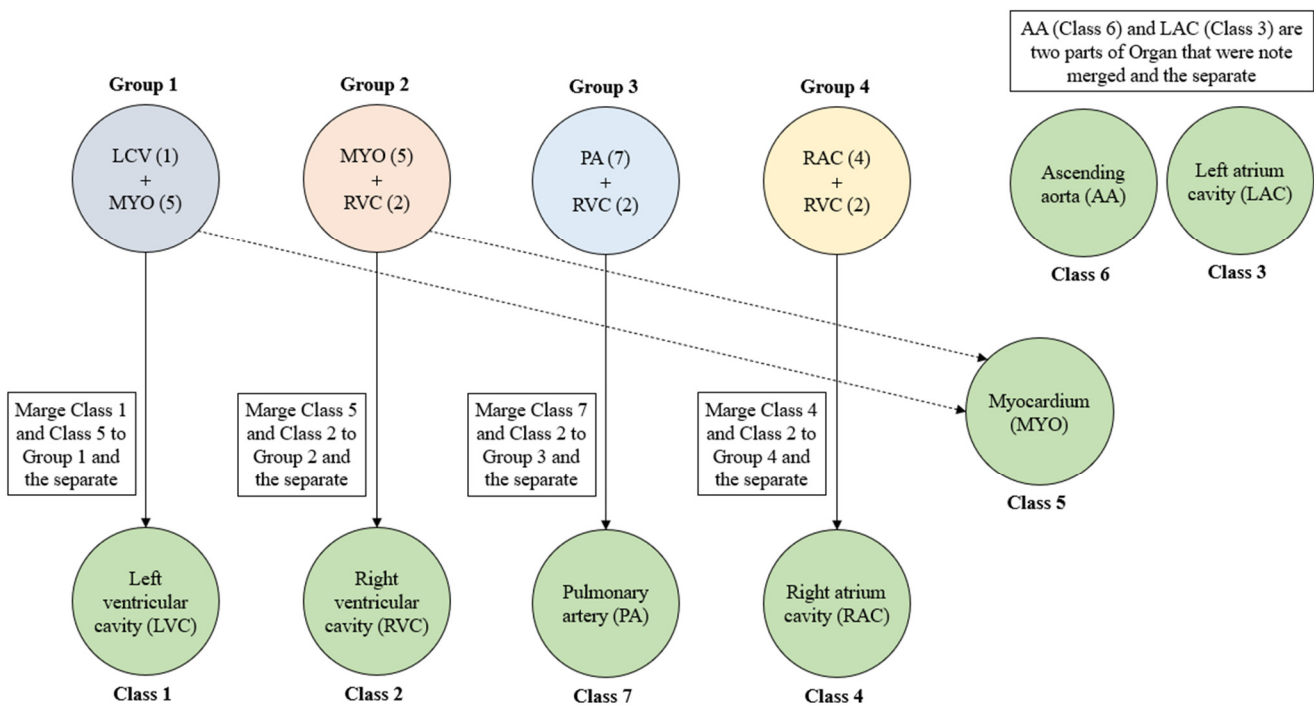 AA (Class 6) and LAC (Class 3) are
two parts of Organ that were note
merged and the separate
Group 1
Group 2
Group 3
Group 4
LCV (1)
+
MYO (5)
MYO (5)
+
RVC (2)
PA (7)
+
RVC (2)
RAC (4)
+
RVC (2)
Ascending
aorta (AA)
Left atrium
cavity (LAC)
Class 6
Class 3
Marge Class 1
and Class 5 to
Group 1 and
the separate
Marge Class 5
and Class 2 to
Group 2 and
the separate
Marge Class 7
and Class 2 to
Group 3 and
the separate
Marge Class 4
and Class 2 to
Group 4 and
the separate
Myocardium
(MYO)
Class 5
Left
ventricular
cavity (LVC)
Right
ventricular
cavity (RVC)
Pulmonary
artery (PA)
Right atrium
cavity (RAC)
Class 1
Class 2
Class 7
Class 4